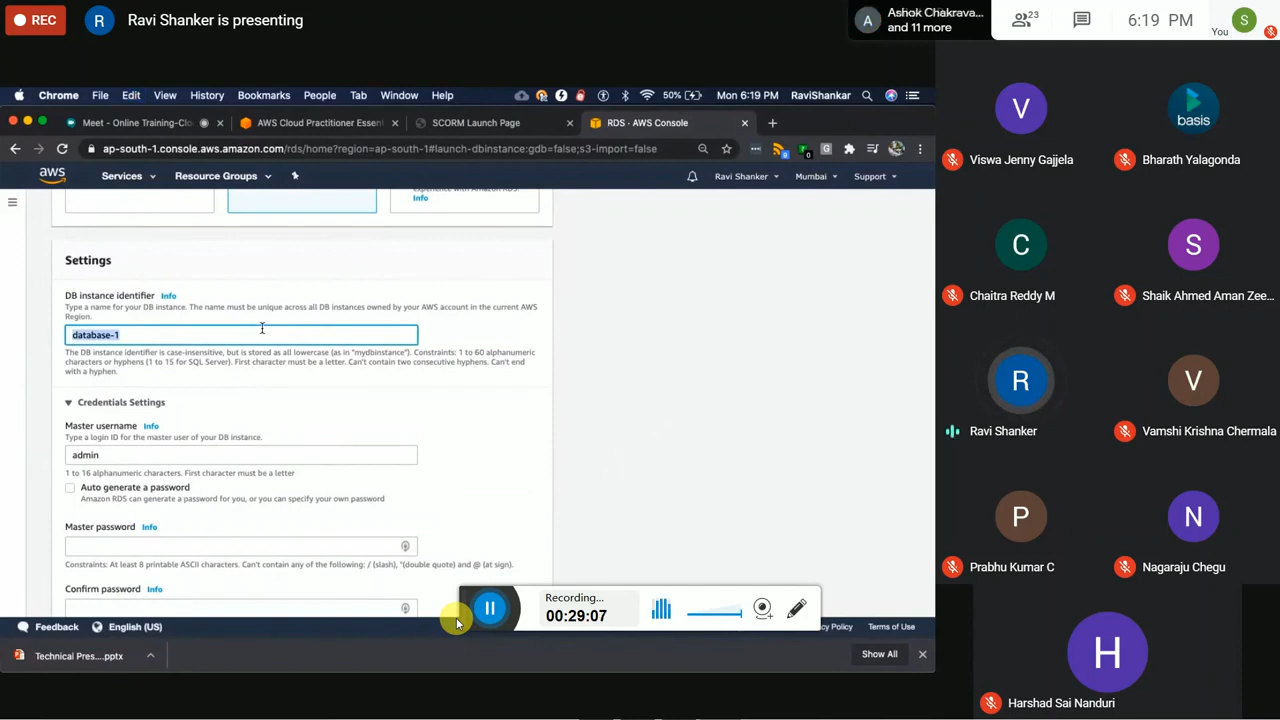 REC
R
Ravi Shanker is presenting
A
Ashok Chakrava...
and 11 more
23
6:19 PM
You
S
Chrome File Edit View History Bookmarks People Tab Window Help
50%
Mon 6:19 PM RaviShankar
Meet - Online Training-Clo
AWS Cloud Practitioner Essen
SCORM Launch Page
RDS · AWS Console
ap-south-1.console.aws.amazon.com/rds/home?region=ap-south-1#launch-dbinstance:gdb=false;s3-import=false
aws
Services
Resource Groups
Ravi Shanker
Mumbai
Support
experience with Amazon RDS.
Info
Settings
DB instance identifier Info
Type a name for your DB instance. The name must be unique across all DB instances owned by your AWS account in the current AWS
Region.
database-1
The DB instance identifier is case-insensitive, but is stored as all lowercase (as in "mydbinstance"). Constraints: 1 to 60 alphanumeric
characters or hyphens (1 to 15 for SQL Server). First character must be a letter. Can't contain two consecutive hyphens. Can't end
with a hyphen.
Credentials Settings
Master username Info
Type a login ID for the master user of your DB instance.
admin
1 to 16 alphanumeric characters. First character must be a letter
Auto generate a password
Amazon RDS can generate a password for you, or you can specify your own password
Master password Info
Constraints: At least 8 printable ASCII characters. Can't contain any of the following: / (slash), "(double quote) and @ (at sign).
Confirm password Info
Recording...
00:29:07
Feedback
English (US)
cy Policy
Terms of Use
Technical Pres....pptx
Show All
V
Viswa Jenny Gajjela
basis
Bharath Yalagonda
C
Chaitra Reddy M
S
Shaik Ahmed Aman Zee...
R
Ravi Shanker
V
Vamshi Krishna Chermala
P
Prabhu Kumar C
N
Nagaraju Chegu
H
Harshad Sai Nanduri